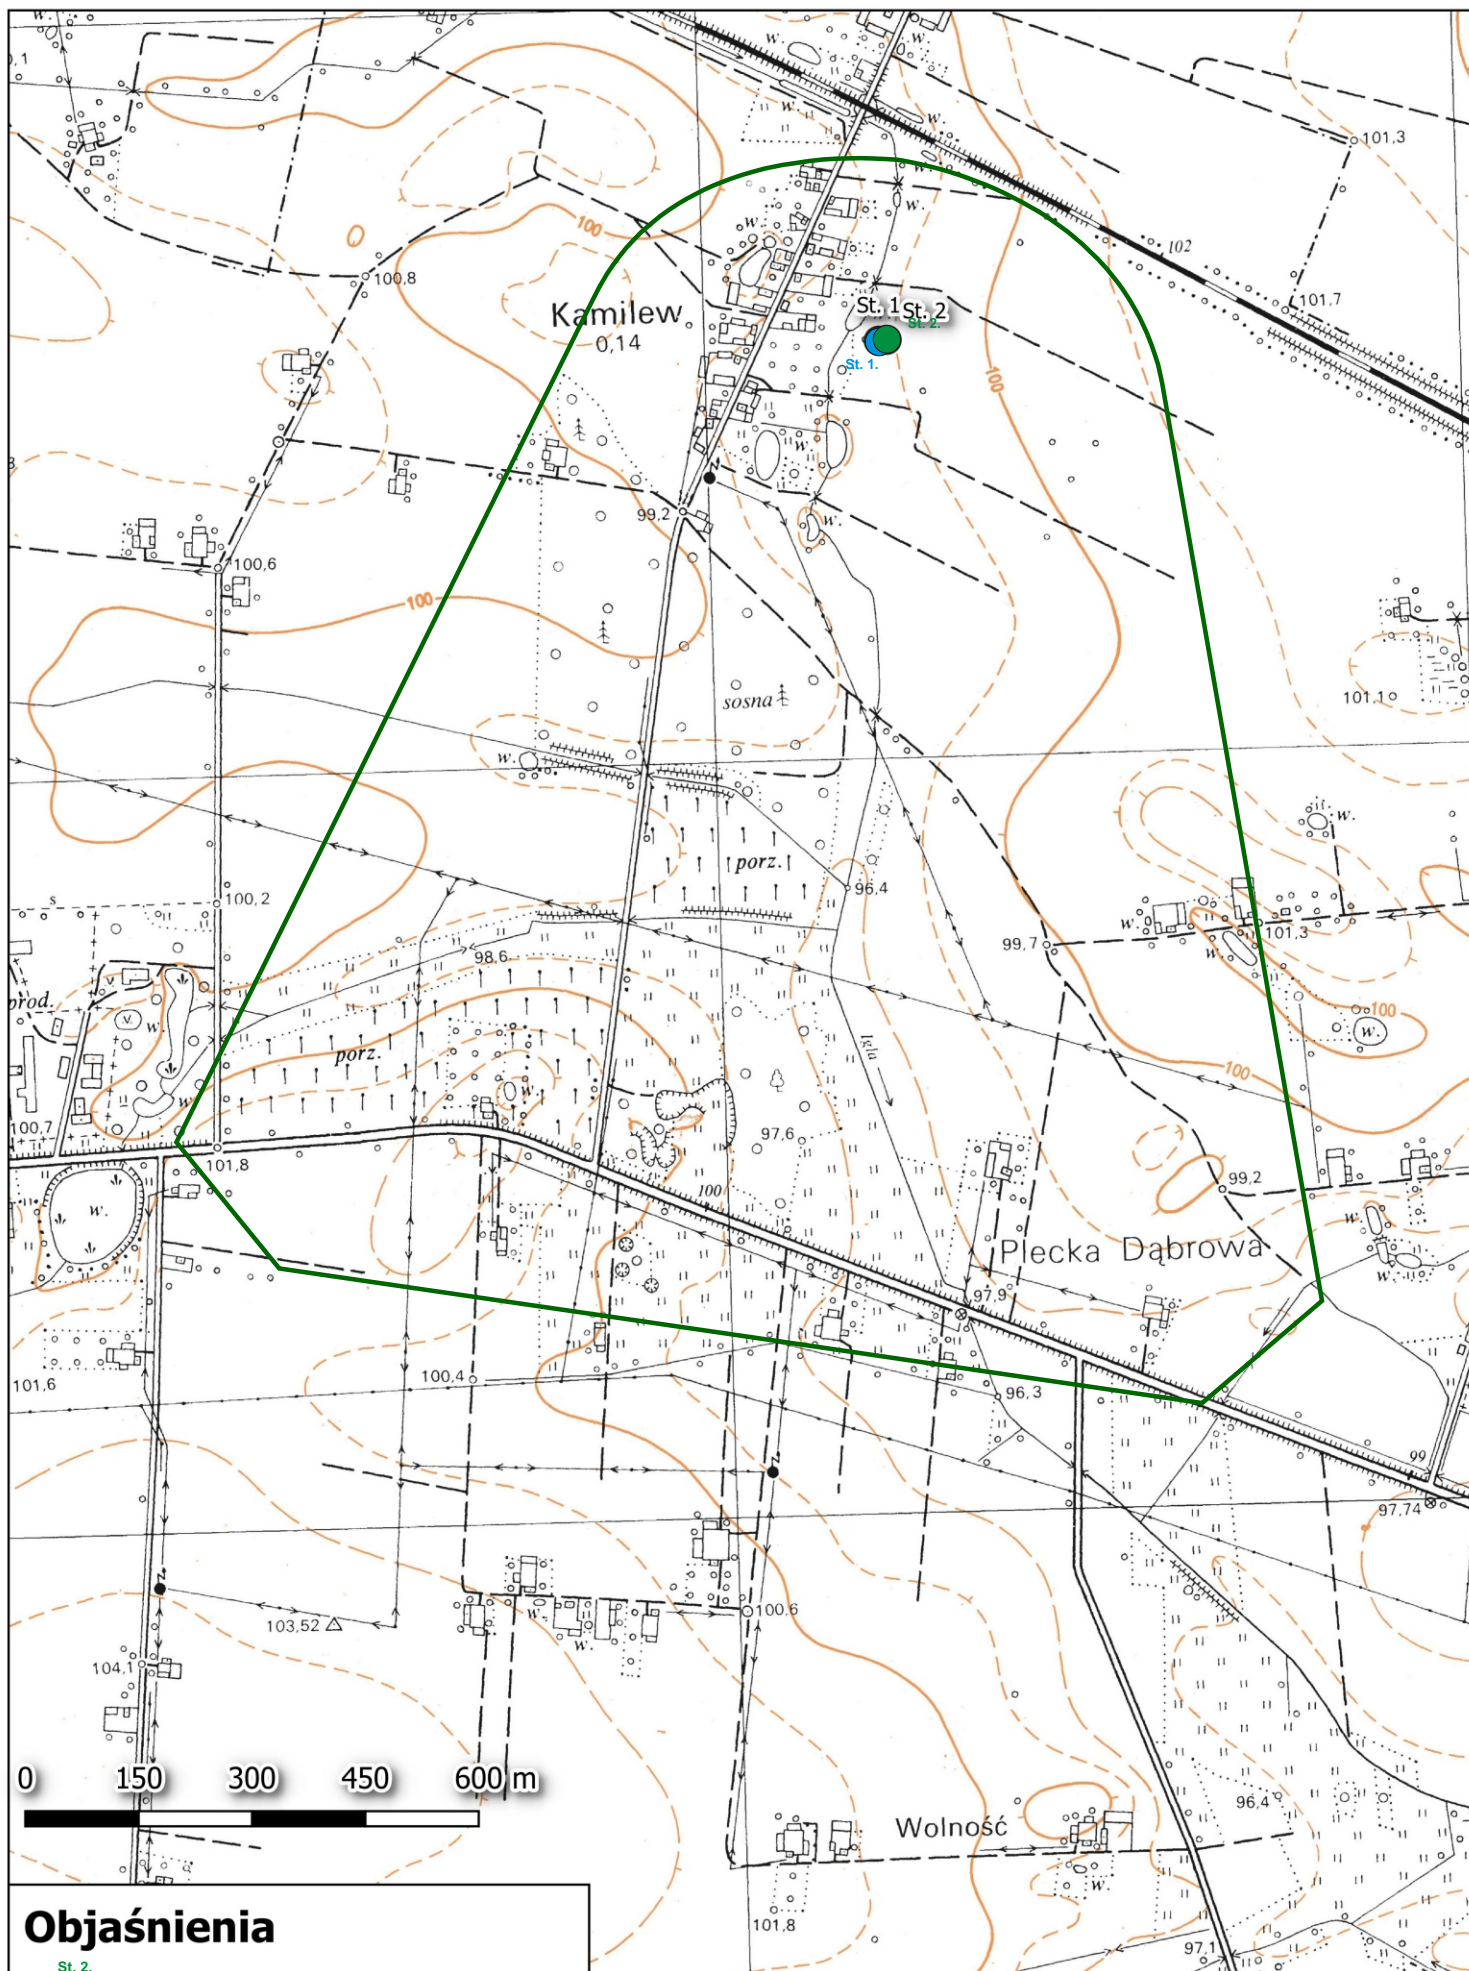 w.
w.
w.
w.
w.
101,3
102
100
w.
w.
w.
100,8
101,7
Kamilew
0,14
St. 1
St. 2
St. 2.
St. 1.
100
w.
99,2
w.
100,6
100
sosna
101,1
w.
w.
porz.
96,4
100,2
s
w.
99,7
101,3
w.
98,6
prod.
v.
v.
w.
100
w.
Igla
porz.
100
w.
w.
100,7
97,6
101,8
100
99,2
w.
w.
Plecka Dąbrowa
w.
97,9
101,6
100,4
96,3
99
97,74
103,52
w.
w.
100,6
104,1
0 150 300 450 600 m
96,4
Wolność
w.
101,8
97,1
Objaśnienia
St. 2.